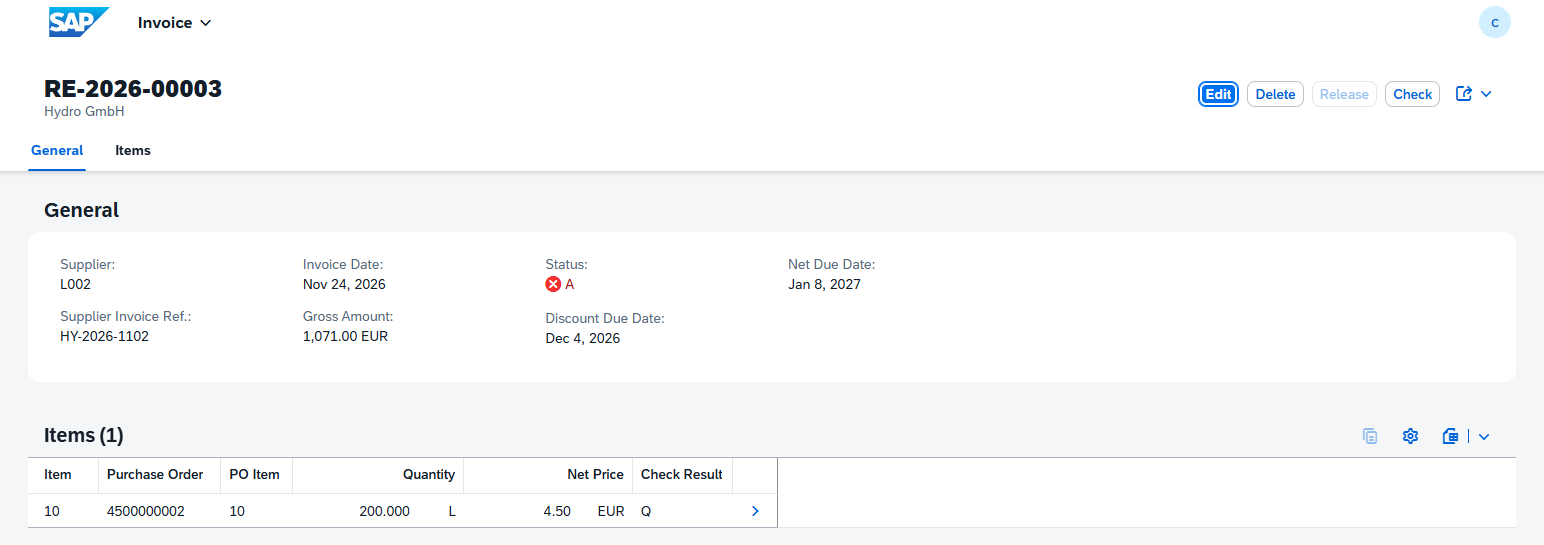 SAP Invoice
C
RE-2026-00003
Hydro GmbH
Edit Delete Release Check
General Items
General
Supplier: Invoice Date: Status: Net Due Date:
L002 Nov 24, 2026 A Jan 8, 2027
Supplier Invoice Ref.: Gross Amount: Discount Due Date:
HY-2026-1102 1,071.00 EUR Dec 4, 2026
Items (1)
Item Purchase Order PO Item Quantity Net Price Check Result
10 4500000002 10 200.000 L 4.50 EUR Q